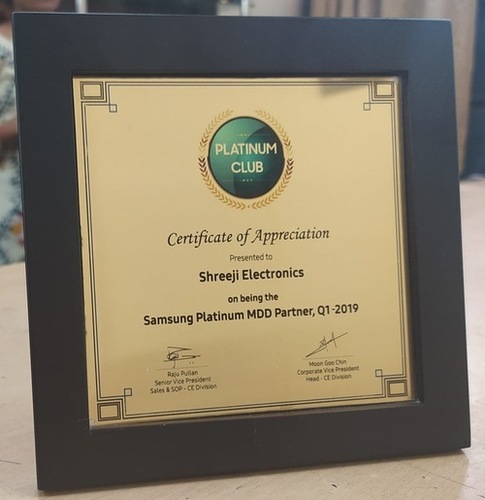 PLATINUM
CLUB
Certificate of Appreciation
Presented to
Shreeji Electronics
on being the
Samsung Platinum MDD Partner, Q1-2019
Raju Pullan
Senior Vice President
Sales & SOP - CE Division
Moon Goo Chin
Corporate Vice President
Head - CE Division